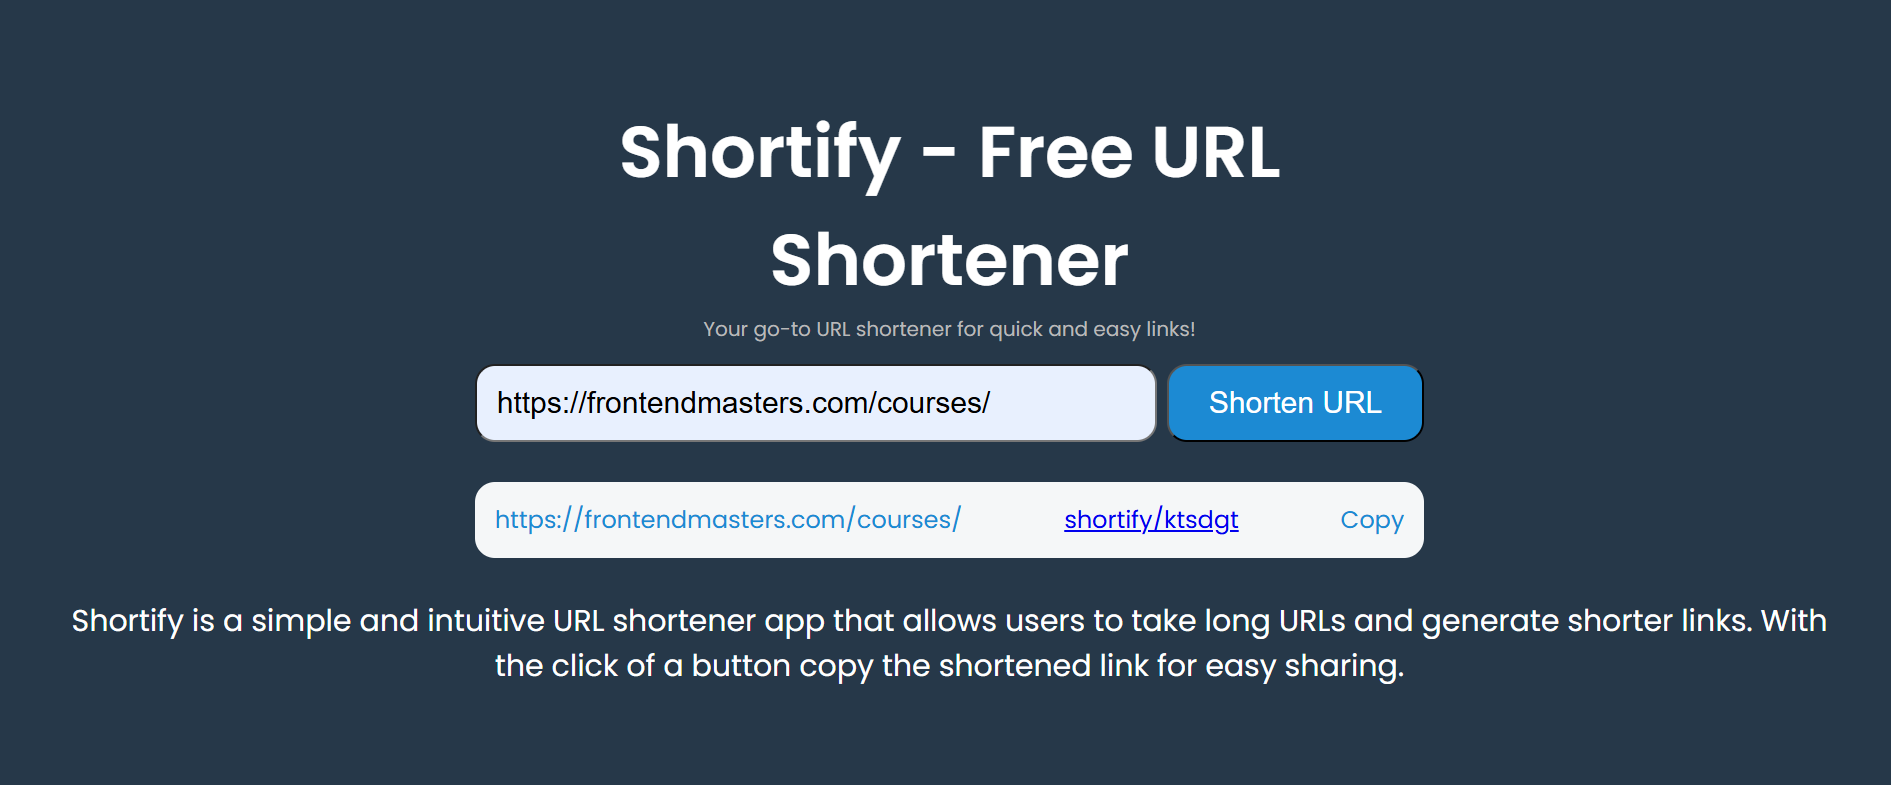 Shortify - Free URL
Shortener
Your go-to URL shortener for quick and easy links!
https://frontendmasters.com/courses/ Shorten URL
https://frontendmasters.com/courses/ shortify/ktsdgt Copy
Shortify is a simple and intuitive URL shortener app that allows users to take long URLs and generate shorter links. With
the click of a button copy the shortened link for easy sharing.